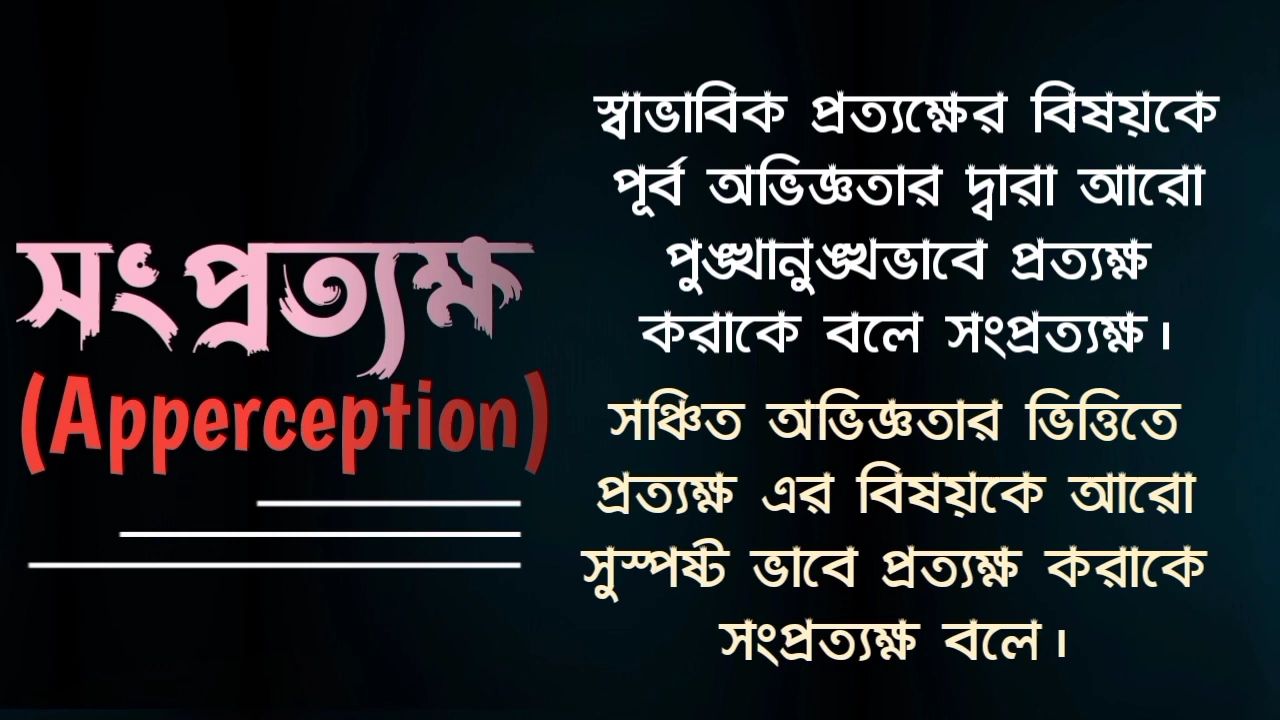 সংপ্রত্যক্ষ
(Apperception)
স্বাভাবিক প্রত্যক্ষের বিষয়কে
পূর্ব অভিজ্ঞতার দ্বারা আরো
পুঙ্খানুঙ্খভাবে প্রত্যক্ষ
করাকে বলে সংপ্রত্যক্ষ।
সঞ্চিত অভিজ্ঞতার ভিত্তিতে
প্রত্যক্ষ এর বিষয়কে আরো
সুস্পষ্ট ভাবে প্রত্যক্ষ করাকে
সংপ্রত্যক্ষ বলে।